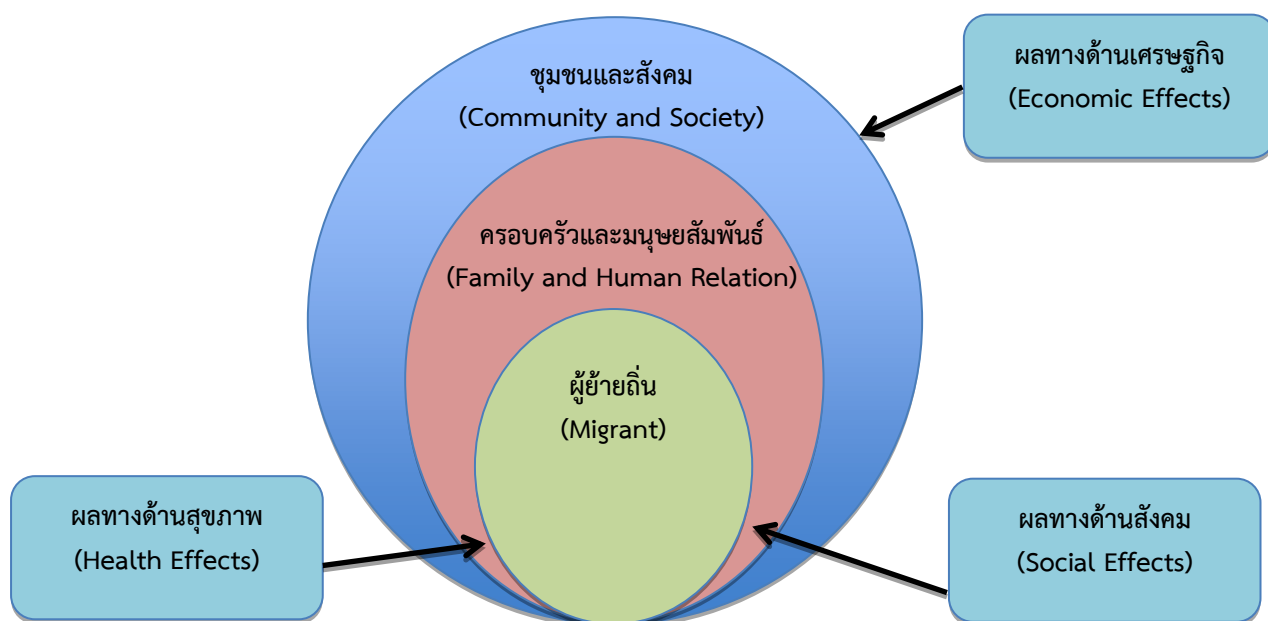 ชุมชนและสังคม
(Community and Society)
ผลทางด้านเศรษฐกิจ
(Economic Effects)
ครอบครัวและมนุษยสัมพันธ์
(Family and Human Relation)
ผู้ย้ายถิ่น
(Migrant)
ผลทางด้านสุขภาพ
(Health Effects)
ผลทางด้านสังคม
(Social Effects)